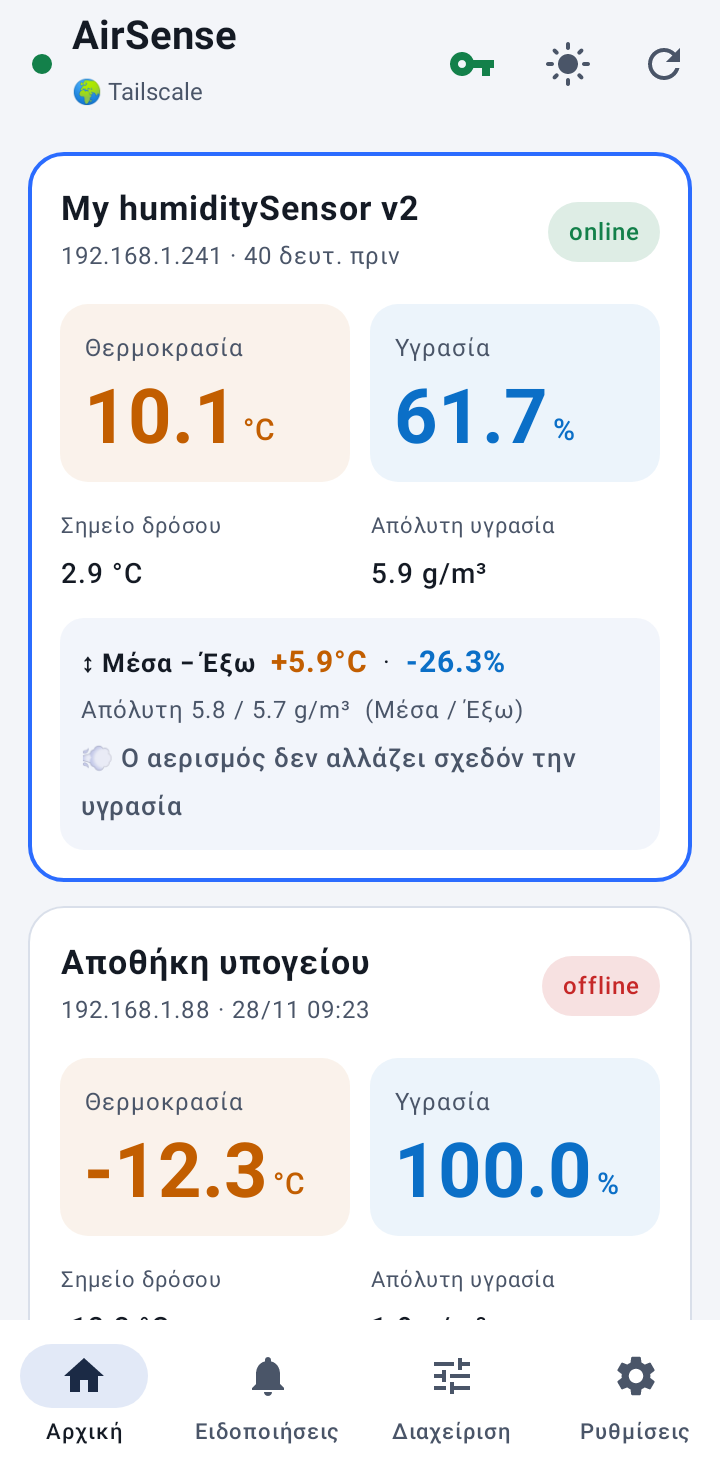 AirSense
🌍 Tailscale
My humiditySensor v2
192.168.1.241 · 40 δευτ. πριν
online
Θερμοκρασία
10.1 °C
Υγρασία
61.7 %
Σημείο δρόσου
2.9 °C
Απόλυτη υγρασία
5.9 g/m³
↕ Μέσα − Έξω +5.9°C · -26.3%
Απόλυτη 5.8 / 5.7 g/m³ (Μέσα / Έξω)
💨 Ο αερισμός δεν αλλάζει σχεδόν την
υγρασία
Αποθήκη υπογείου
192.168.1.88 · 28/11 09:23
offline
Θερμοκρασία
-12.3 °C
Υγρασία
100.0 %
Σημείο δρόσου
Απόλυτη υγρασία
Αρχική
Ειδοποιήσεις
Διαχείριση
Ρυθμίσεις